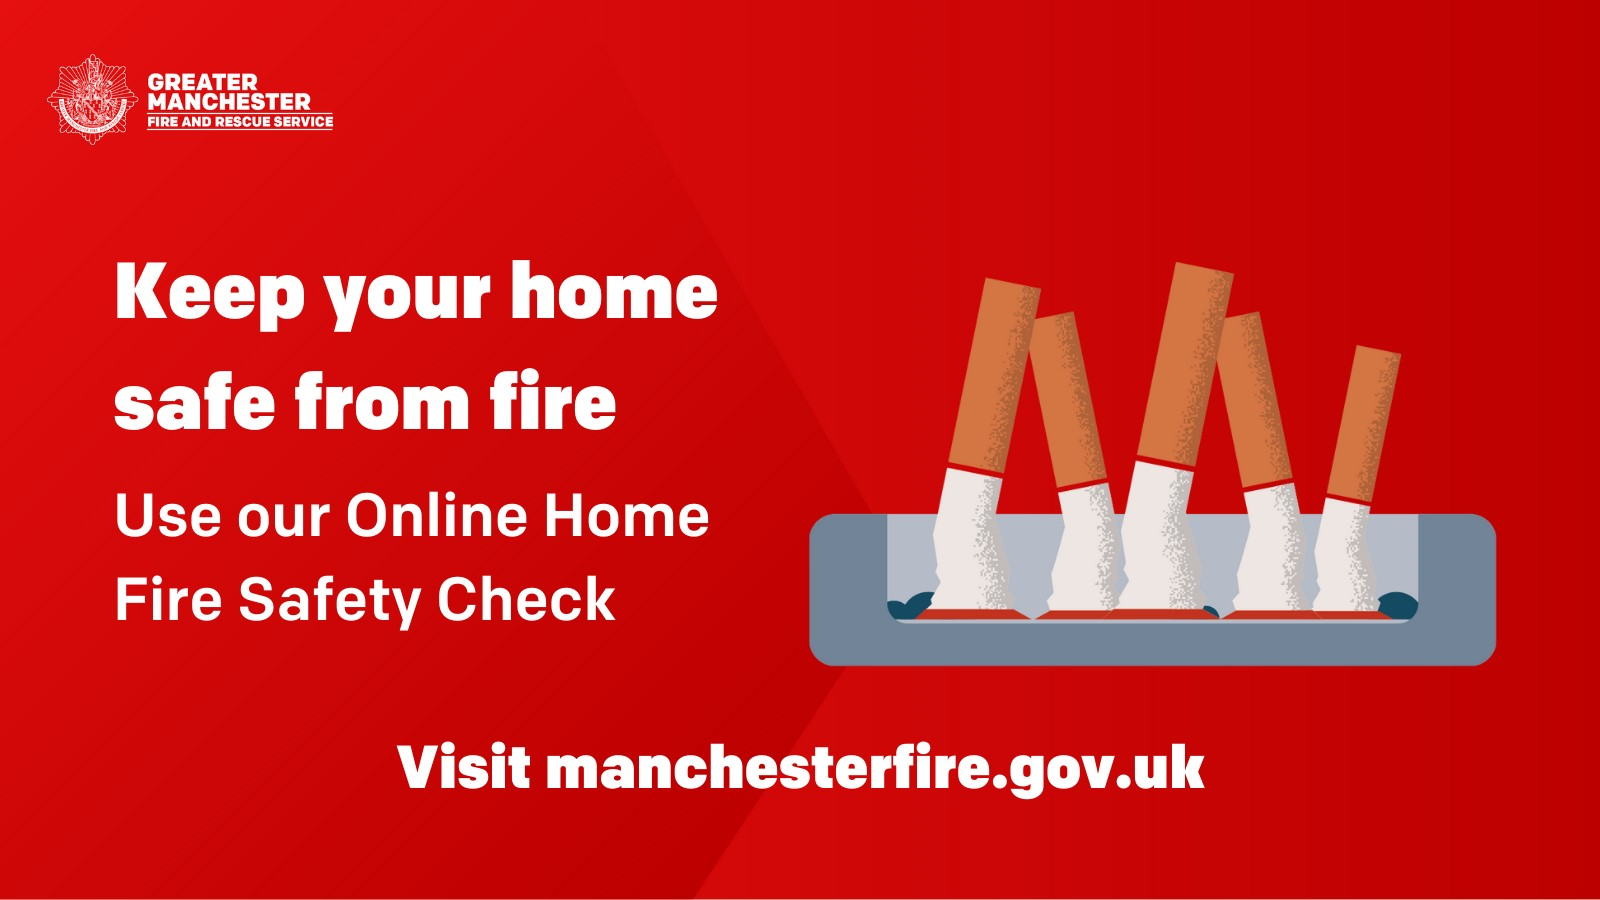 GREATER
MANCHESTER
FIRE AND RESCUE SERVICE
Keep your home
safe from fire
Use our Online Home
Fire Safety Check
Visit manchesterfire.gov.uk